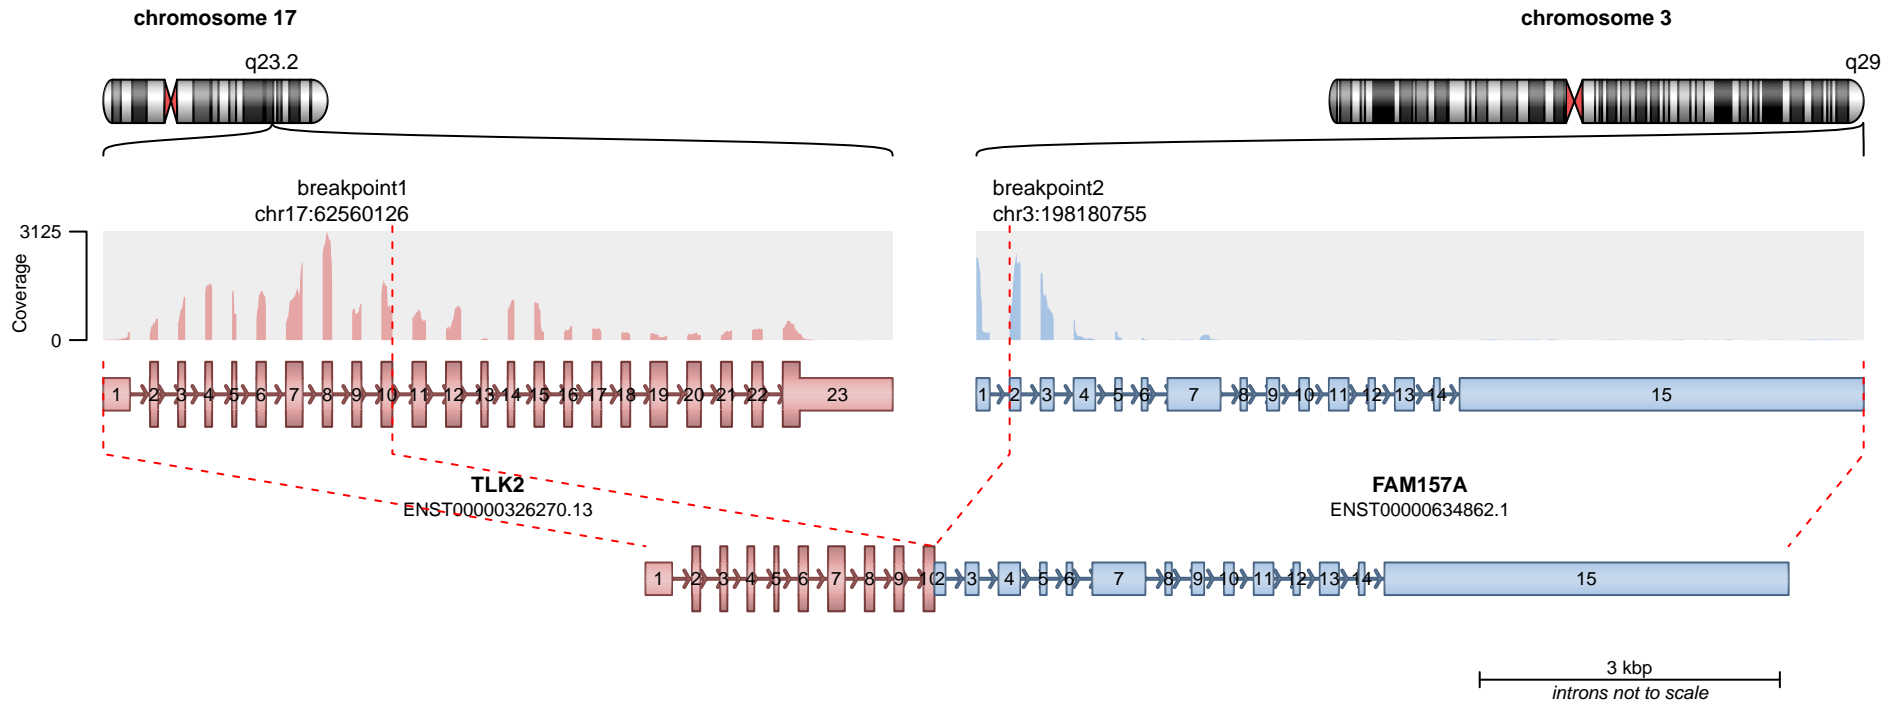 chromosome 17
chromosome 3
q23.2
q29
breakpoint1
chr17:62560126
breakpoint2
chr3:198180755
3125
Coverage
0
1 2 3 4 5 6 7 8 9 10 11 12 13 14 15 16 17 18 19 20 21 22 23
1 2 3 4 5 6 7 8 9 10 11 12 13 14 15
TLK2
ENST00000326270.13
FAM157A
ENST00000634862.1
1 2 3 4 5 6 7 8 9 10 2 3 4 5 6 7 8 9 10 11 12 13 14 15
3 kbp
introns not to scale